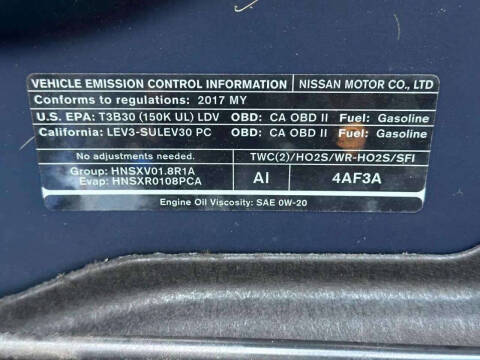 VEHICLE EMISSION CONTROL INFORMATION NISSAN MOTOR CO., LTD
Conforms to regulations: 2017 MY
U.S. EPA: T3B30 (150K UL) LDV OBD: CA OBD II Fuel: Gasoline
California: LEV3-SULEV30 PC OBD: CA OBD II Fuel: Gasoline
No adjustments needed. TWC(2)/HO2S/WR-HO2S/SFI
Group: HNSXV01.8R1A
Evap: HNSXR0108PCA
AI 4AF3A
Engine Oil Viscosity: SAE 0W-20